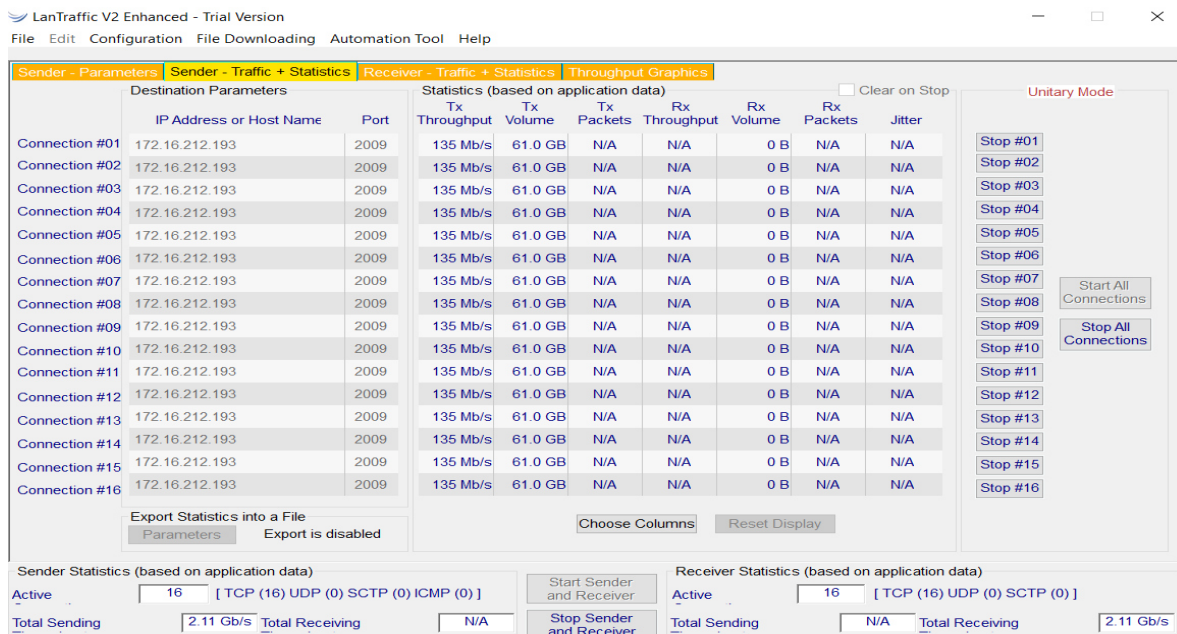 LanTraffic V2 Enhanced - Trial Version
File Edit Configuration File Downloading Automation Tool Help
Sender - Parameters Sender - Traffic + Statistics Receiver - Traffic + Statistics Throughput Graphics
Destination Parameters Statistics (based on application data) Clear on Stop Unitary Mode
Tx Tx Tx Rx Rx Rx
IP Address or Host Name Port Throughput Volume Packets Throughput Volume Packets Jitter
Connection #01 172.16.212.193 2009 135 Mb/s 61.0 GB N/A N/A 0 B N/A N/A Stop #01
Connection #02 172.16.212.193 2009 135 Mb/s 61.0 GB N/A N/A 0 B N/A N/A Stop #02
Connection #03 172.16.212.193 2009 135 Mb/s 61.0 GB N/A N/A 0 B N/A N/A Stop #03
Connection #04 172.16.212.193 2009 135 Mb/s 61.0 GB N/A N/A 0 B N/A N/A Stop #04
Connection #05 172.16.212.193 2009 135 Mb/s 61.0 GB N/A N/A 0 B N/A N/A Stop #05
Connection #06 172.16.212.193 2009 135 Mb/s 61.0 GB N/A N/A 0 B N/A N/A Stop #06
Connection #07 172.16.212.193 2009 135 Mb/s 61.0 GB N/A N/A 0 B N/A N/A Stop #07
Start All
Connection #08 172.16.212.193 2009 135 Mb/s 61.0 GB N/A N/A 0 B N/A N/A Stop #08 Connections
Connection #09 172.16.212.193 2009 135 Mb/s 61.0 GB N/A N/A 0 B N/A N/A Stop #09 Stop All
Connections
Connection #10 172.16.212.193 2009 135 Mb/s 61.0 GB N/A N/A 0 B N/A N/A Stop #10
Connection #11 172.16.212.193 2009 135 Mb/s 61.0 GB N/A N/A 0 B N/A N/A Stop #11
Connection #12 172.16.212.193 2009 135 Mb/s 61.0 GB N/A N/A 0 B N/A N/A Stop #12
Connection #13 172.16.212.193 2009 135 Mb/s 61.0 GB N/A N/A 0 B N/A N/A Stop #13
Connection #14 172.16.212.193 2009 135 Mb/s 61.0 GB N/A N/A 0 B N/A N/A Stop #14
Connection #15 172.16.212.193 2009 135 Mb/s 61.0 GB N/A N/A 0 B N/A N/A Stop #15
Connection #16 172.16.212.193 2009 135 Mb/s 61.0 GB N/A N/A 0 B N/A N/A Stop #16
Export Statistics into a File
Parameters Export is disabled Choose Columns Reset Display
Sender Statistics (based on application data) Receiver Statistics (based on application data)
Start Sender
and Receiver
Active 16 [ TCP (16) UDP (0) SCTP (0) ICMP (0) ] Active 16 [ TCP (16) UDP (0) SCTP (0) ]
Stop Sender
and Receiver
Total Sending 2.11 Gb/s Total Receiving N/A Total Sending N/A Total Receiving 2.11 Gb/s